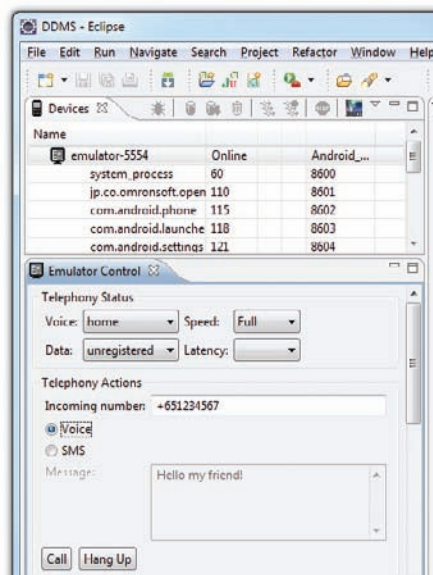 DDMS - Eclipse
File Edit Run Navigate Search Project Refactor Window Help
Devices
Name
emulator-5554 Online Android_...
system_process 60 8600
jp.co.omronsoft.open 110 8601
com.android.phone 115 8602
com.android.launche 118 8603
com.android.settings 121 8604
Emulator Control
Telephony Status
Voice: home Speed: Full
Data: unregistered Latency:
Telephony Actions
Incoming number: +651234567
Voice
SMS
Message: Hello my friend!
Call Hang Up